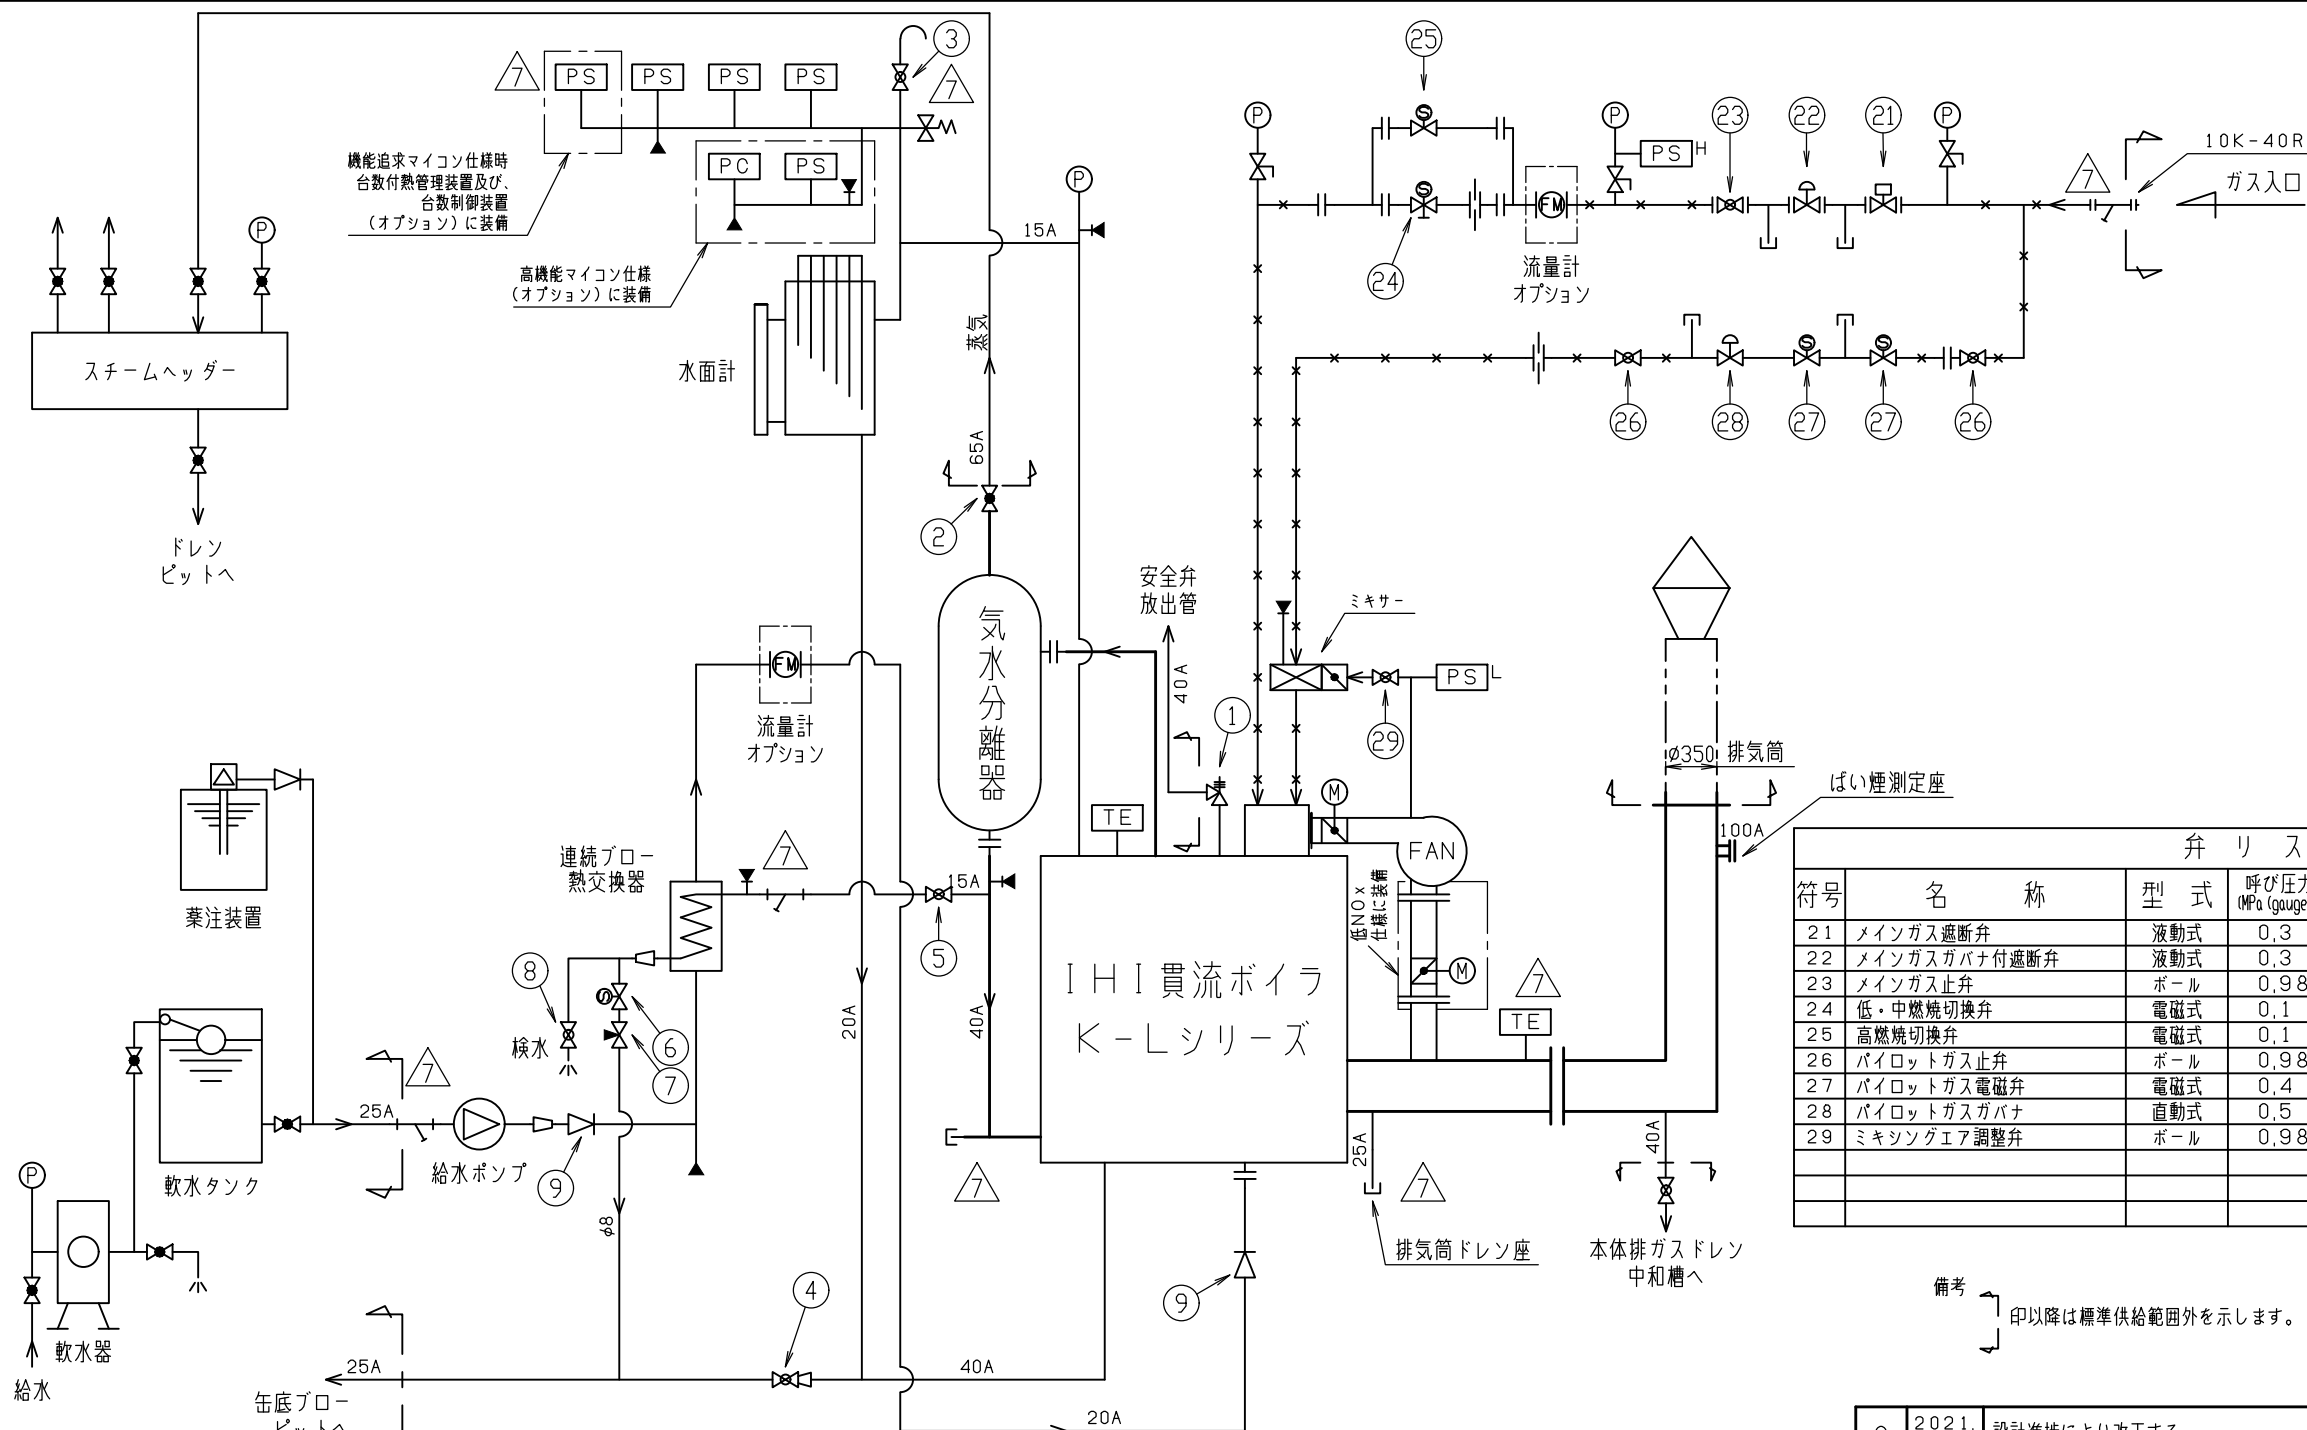 ③
㉕
7
PS
PS
PS
PS
7
P
P
㉓
㉒
㉑
P
PS H
10K-40R
ガス入口
7
機能追求マイコン仕様時
台数付熱管理装置及び、
台数制御装置
(オプション)に装備
PC
PS
P
15A
S
S
FM
P
高機能マイコン仕様
(オプション)に装備
㉔
流量計
オプション
蒸気
スチームヘッダー
水面計
S
S
㉖
㉘
㉗
㉗
㉖
65A
②
ドレン
ピットへ
安全弁
放出管
気水分離器
ミキサー
40A
PS L
FM
流量計
オプション
①
㉙
φ350 排気筒
ばい煙測定座
TE
M
100A
FAN
連続ブロー
熱交換器
7
15A
低NOx
仕様に装備
薬注装置
⑤
⑧
S
M
7
IHI貫流ボイラ
K-Lシリーズ
TE
検水
⑥
⑦
20A
40A
7
25A
給水ポンプ
⑨
軟水タンク
P
7
25A
7
40A
φ8
排気筒ドレン座
本体排ガスドレン
中和槽へ
④
⑨
軟水器
給水
25A
40A
缶底ブロー
ピットへ
20A
弁 リ ス
符号 名 称 型 式 呼び圧力
(MPa (gauge
21 メインガス遮断弁 液動式 0,3
22 メインガスガバナ付遮断弁 液動式 0,3
23 メインガス止弁 ボール 0,98
24 低・中燃焼切換弁 電磁式 0,1
25 高燃焼切換弁 電磁式 0,1
26 パイロットガス止弁 ボール 0,98
27 パイロットガス電磁弁 電磁式 0,4
28 パイロットガスガバナ 直動式 0,5
29 ミキシングエア調整弁 ボール 0,98
備考
印以降は標準供給範囲外を示します。
2021.